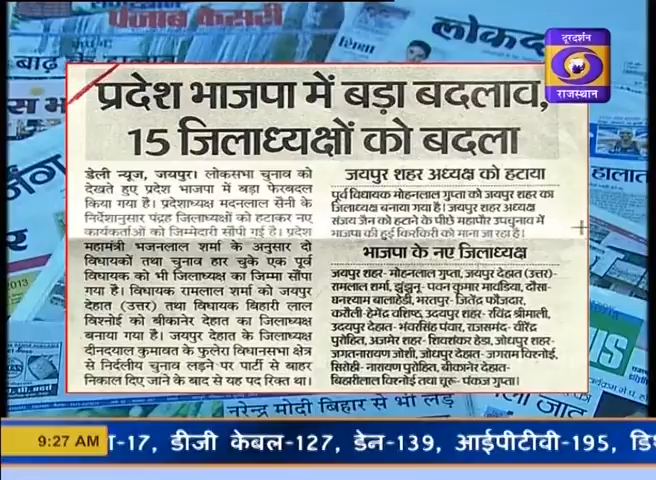 पंजाब केसरी
लोकद
बाढ़ के
शिक्षा
दूरदर्शन
राजस्थान
प्रदेश भाजपा में बड़ा बदलाव,
15 जिलाध्यक्षों को बदला
डेली न्यूज, जयपुर। लोकसभा चुनाव को
देखते हुए प्रदेश भाजपा में बड़ा फेरबदल
किया गया है। प्रदेशाध्यक्ष मदनलाल सैनी के
निर्देशानुसार पंद्रह जिलाध्यक्षों को हटाकर नए
कार्यकर्ताओं को जिम्मेदारी सौंपी गई है। प्रदेश
महामंत्री भजनलाल शर्मा के अनुसार दो
विधायकों तथा चुनाव हार चुके एक पूर्व
विधायक को भी जिलाध्यक्ष का जिम्मा सौंपा
गया है। विधायक रामलाल शर्मा को जयपुर
देहात (उत्तर) तथा विधायक बिहारी लाल
विश्नोई को बीकानेर देहात का जिलाध्यक्ष
बनाया गया है। जयपुर देहात के जिलाध्यक्ष
दीनदयाल कुमावत के फुलेरा विधानसभा क्षेत्र
से निर्दलीय चुनाव लड़ने पर पार्टी से बाहर
निकाल दिए जाने के बाद से यह पद रिक्त था।
जयपुर शहर अध्यक्ष को हटाया
पूर्व विधायक मोहनलाल गुप्ता को जयपुर शहर का
जिलाध्यक्ष बनाया गया है। जयपुर शहर अध्यक्ष
संजय जैन को हटाने के पीछे महापौर उपचुनाव में
भाजपा की हुई किरकिरी को माना जा रहा है।
भाजपा के नए जिलाध्यक्ष
जयपुर शहर- मोहनलाल गुप्ता, जयपुर देहात (उत्तर)-
रामलाल शर्मा, झुंझुनू- पवन कुमार मावंडिया, दौसा-
घनश्याम बालाहेड़ी, भरतपुर- जितेंद्र फौजदार,
करौली- हेमेंद्र वशिष्ठ, उदयपुर शहर- रविंद्र श्रीमाली,
उदयपुर देहात- भंवरसिंह पंवार, राजसमंद- वीरेंद्र
पुरोहित, अजमेर शहर- शिवशंकर हेडा, जोधपुर शहर-
जगतनारायण जोशी, जोधपुर देहात- जगराम विश्नोई,
सिरोही- नारायण पुरोहित, बीकानेर देहात-
बिहारीलाल विश्नोई तथा चूरू- पंकज गुप्ता।
हालात
नरेन्द्र मोदी बिहार से भी लड़
9:27 AM
-17, डीजी केबल-127, डेन-139, आईपीटीवी-195,